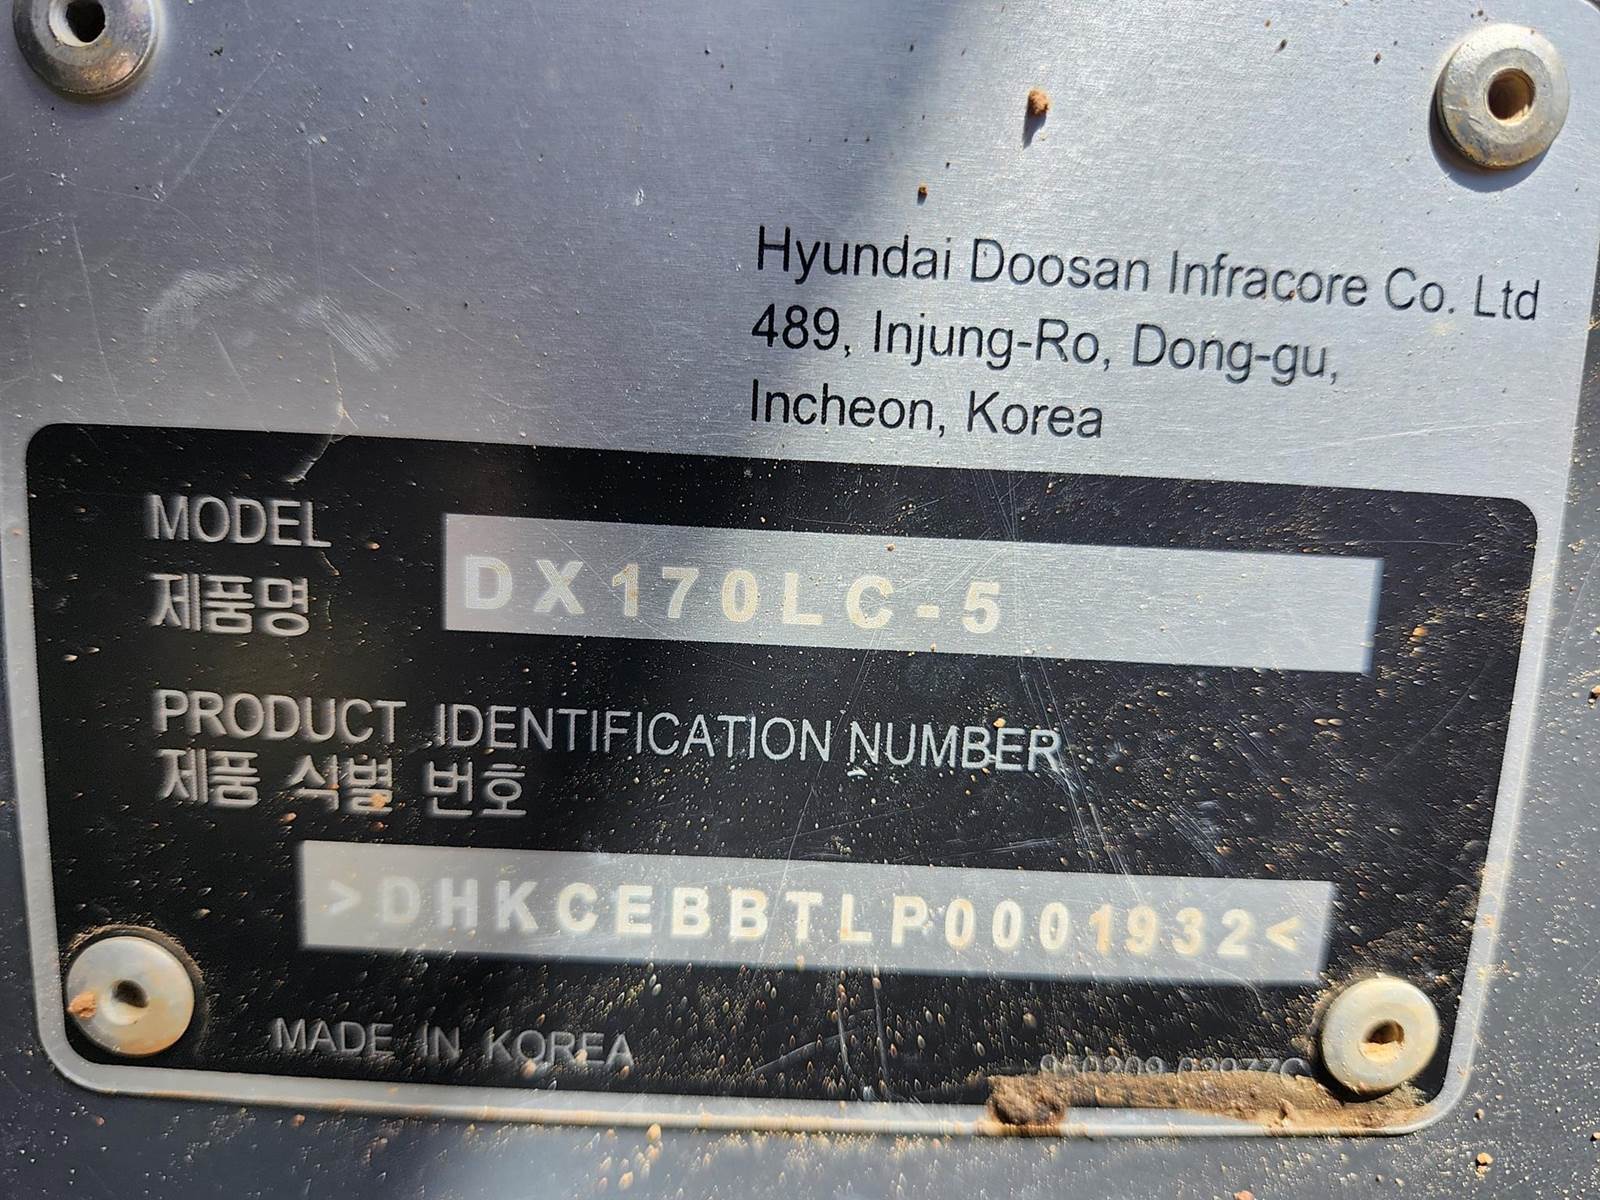 Hyundai Doosan Infracore Co. Ltd
489, Injung-Ro, Dong-gu,
Incheon, Korea
MODEL
제품명
DX170LC-5
PRODUCT IDENTIFICATION NUMBER
제품 식별 번호
>DHKCEBBTLP0001932<
MADE IN KOREA